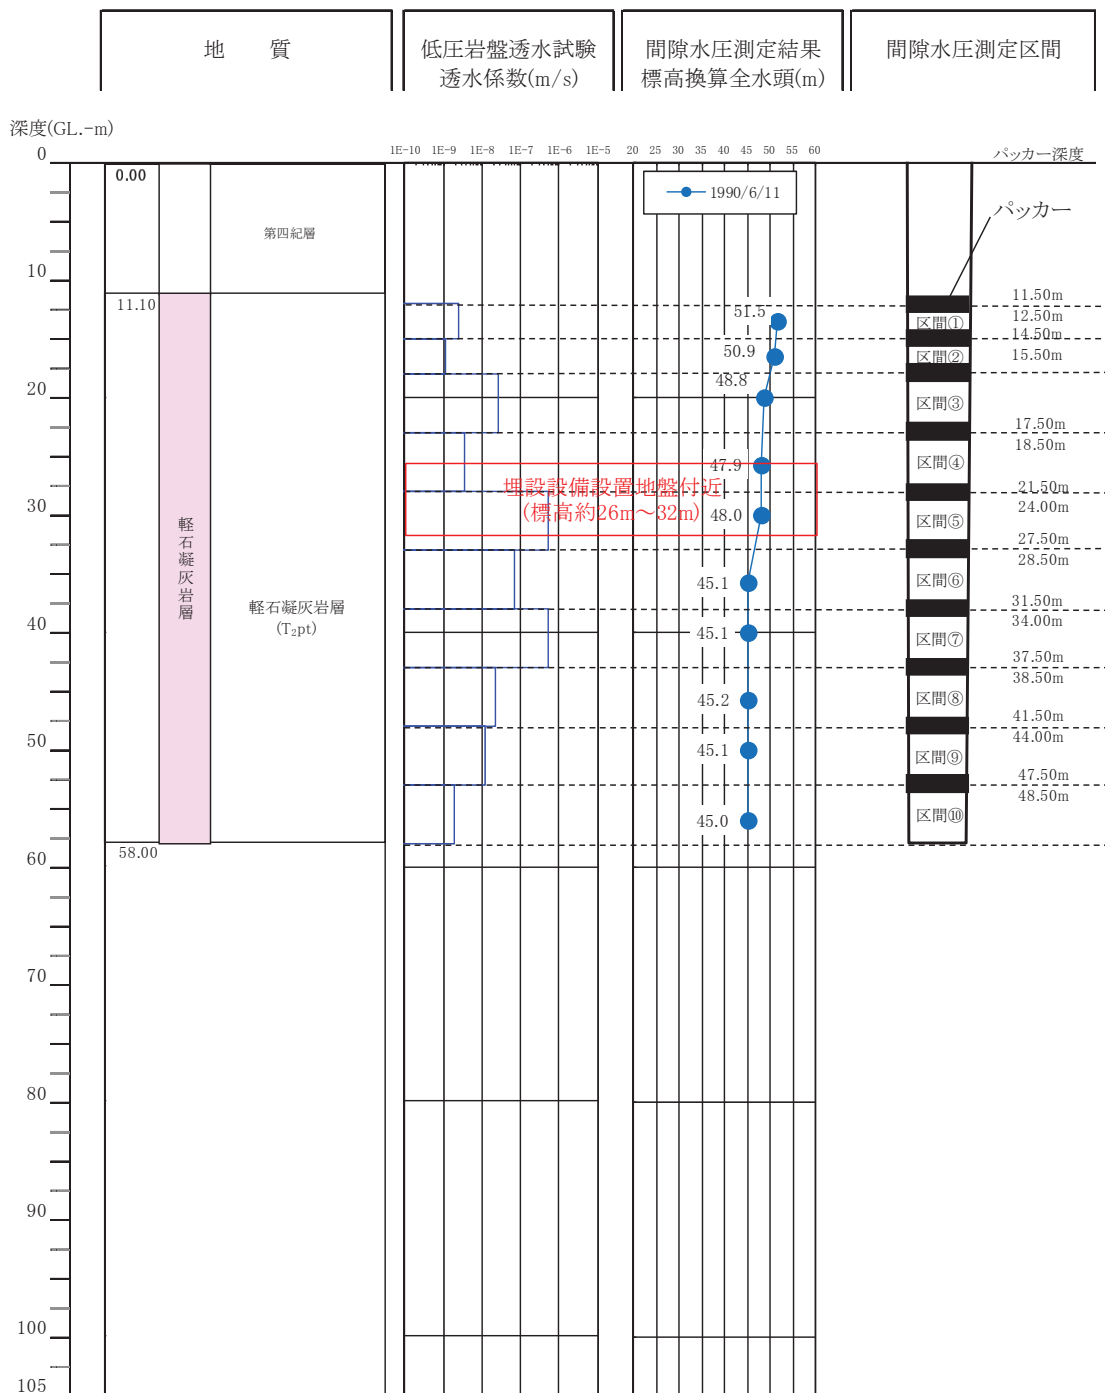 地　質
低圧岩盤透水試験
透水係数(m/s)
間隙水圧測定結果
標高換算全水頭(m)
間隙水圧測定区間
深度(GL.-m)
0
1E-10 1E-9 1E-8 1E-7 1E-6 1E-5
20 25 30 35 40 45 50 55 60
パッカー深度
0.00
1990/6/11
パッカー
第四紀層
10
11.10
11.50m
51.5
12.50m
区間①
14.50m
50.9
区間②
15.50m
48.8
20
区間③
17.50m
18.50m
47.9
区間④
埋設設備設置地盤付近
(標高約26m～32m)
21.50m
30
48.0
24.00m
区間⑤
27.50m
28.50m
軽石凝灰岩層
45.1
区間⑥
31.50m
軽石凝灰岩層
(T₂pt)
34.00m
40
45.1
区間⑦
37.50m
38.50m
45.2
区間⑧
41.50m
44.00m
50
45.1
区間⑨
47.50m
48.50m
45.0
区間⑩
58.00
60
70
80
90
100
105